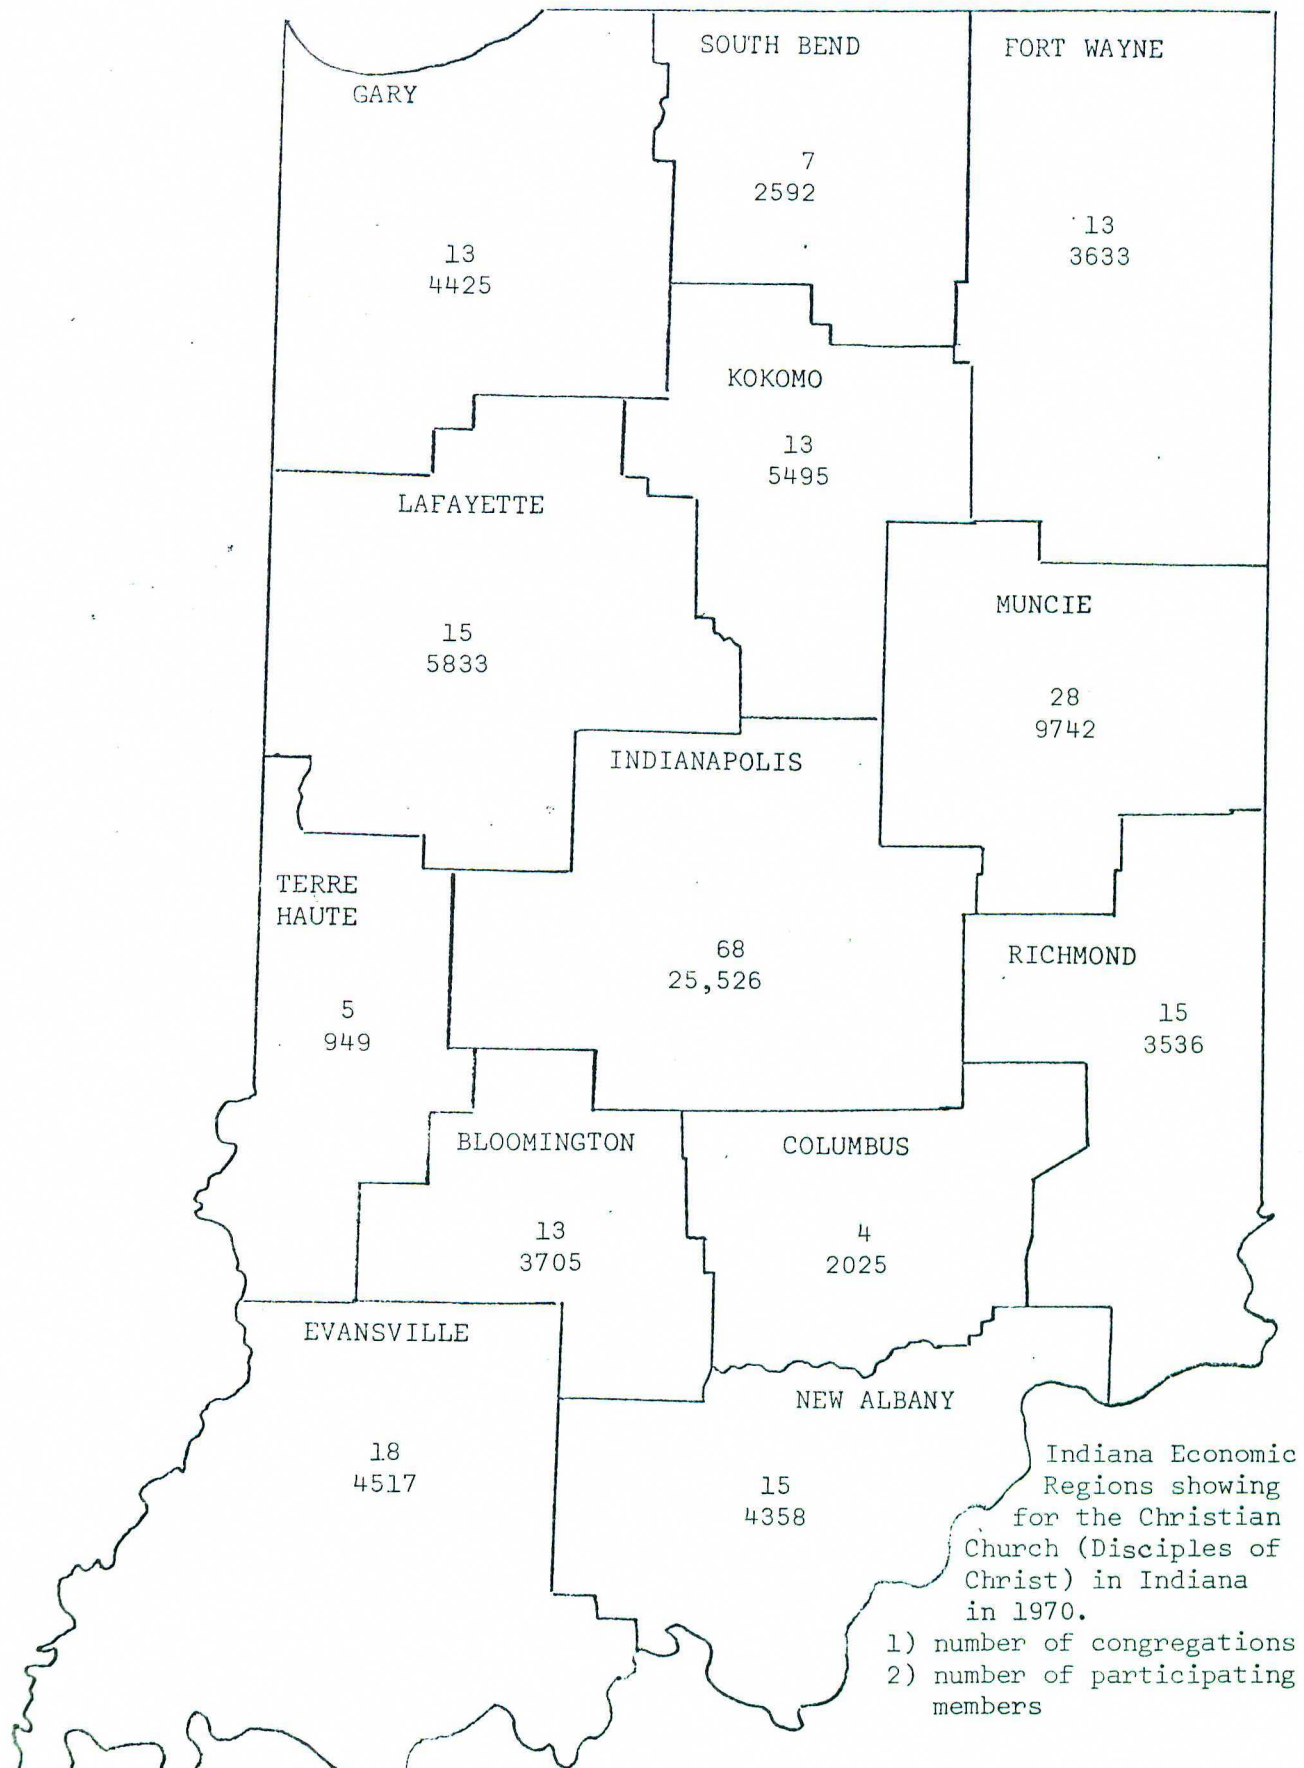 SOUTH BEND
7
2592
FORT WAYNE
13
3633
GARY
13
4425
KOKOMO
13
5495
LAFAYETTE
15
5833
MUNCIE
28
9742
INDIANAPOLIS
68
25,526
TERRE
HAUTE
5
949
RICHMOND
15
3536
BLOOMINGTON
13
3705
COLUMBUS
4
2025
EVANSVILLE
18
4517
NEW ALBANY
15
4358
Indiana Economic
Regions showing
for the Christian
Church (Disciples of
Christ) in Indiana
in 1970.
1) number of congregations
2) number of participating
members